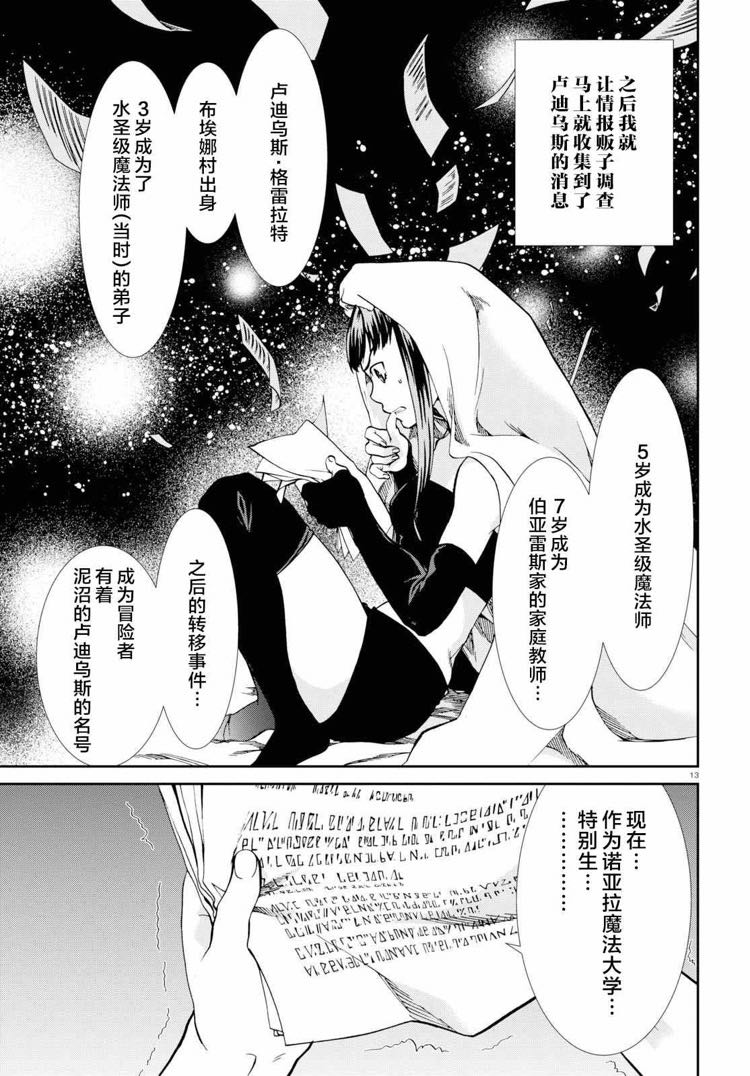 之后我就
让情报贩子调查
马上就收集到了
卢迪乌斯的消息
卢迪乌斯·格雷拉特
布埃娜村出身
3岁成为了
水圣级魔法师(当时)的弟子
5岁成为水圣级魔法师
7岁成为
伯亚雷斯家的家庭教师…
之后的转移事件…
成为冒险者
有着
泥沼的卢迪乌斯的名号
13
现在…
作为诺亚拉魔法大学…
特别生…
…………